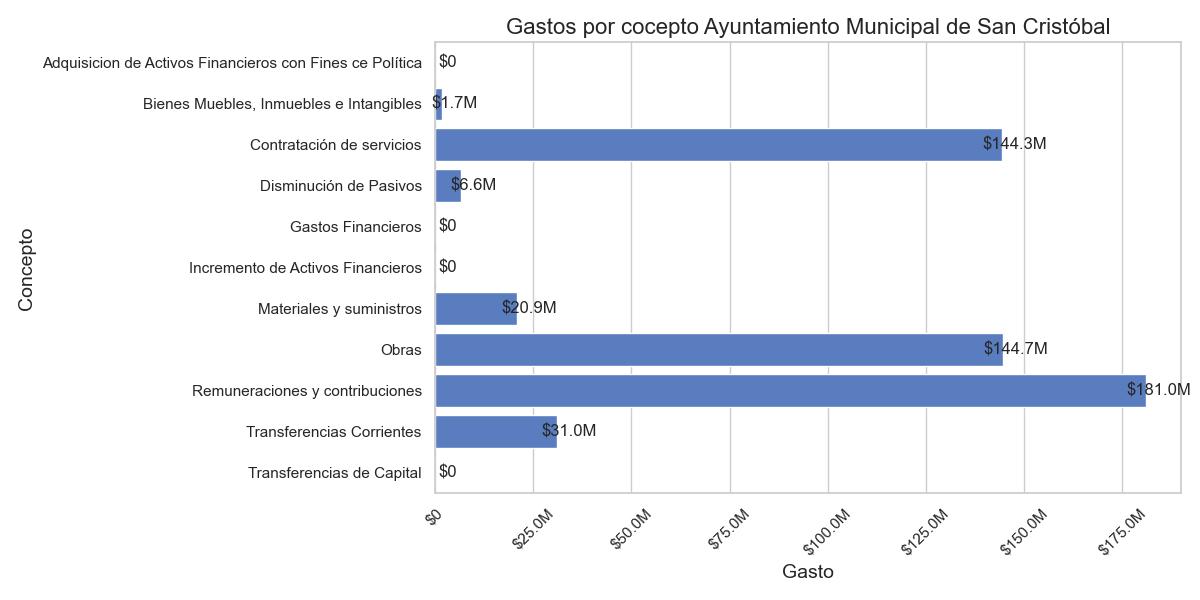 Gastos por cocepto Ayuntamiento Municipal de San Cristóbal
Concepto
Adquisicion de Activos Financieros con Fines ce Política $0
Bienes Muebles, Inmuebles e Intangibles $1.7M
Contratación de servicios $144.3M
Disminución de Pasivos $6.6M
Gastos Financieros $0
Incremento de Activos Financieros $0
Materiales y suministros $20.9M
Obras $144.7M
Remuneraciones y contribuciones $181.0M
Transferencias Corrientes $31.0M
Transferencias de Capital $0
$0 $25.0M $50.0M $75.0M $100.0M $125.0M $150.0M $175.0M
Gasto